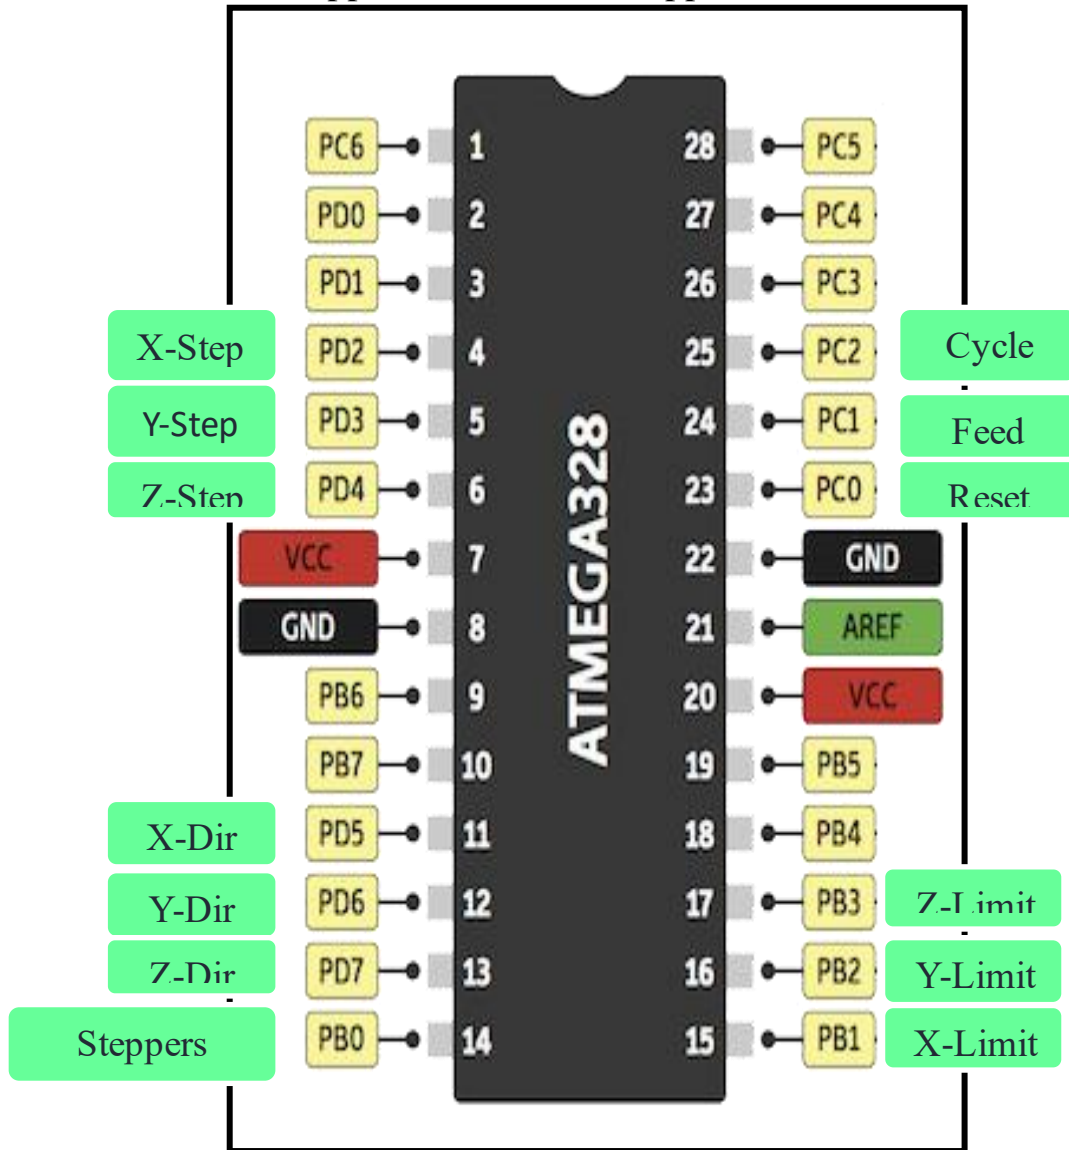 X-Step
Y-Step
Z-Step
X-Dir
Y-Dir
Z-Dir
Steppers
PC6
PD0
PD1
PD2
PD3
PD4
VCC
GND
PB6
PB7
PD5
PD6
PD7
PB0
1
2
3
4
5
6
7
8
9
10
11
12
13
14
ATMEGA328
28
27
26
25
24
23
22
21
20
19
18
17
16
15
PC5
PC4
PC3
PC2
PC1
PC0
GND
AREF
VCC
PB5
PB4
PB3
PB2
PB1
Cycle
Feed
Reset
Z-Limit
Y-Limit
X-Limit